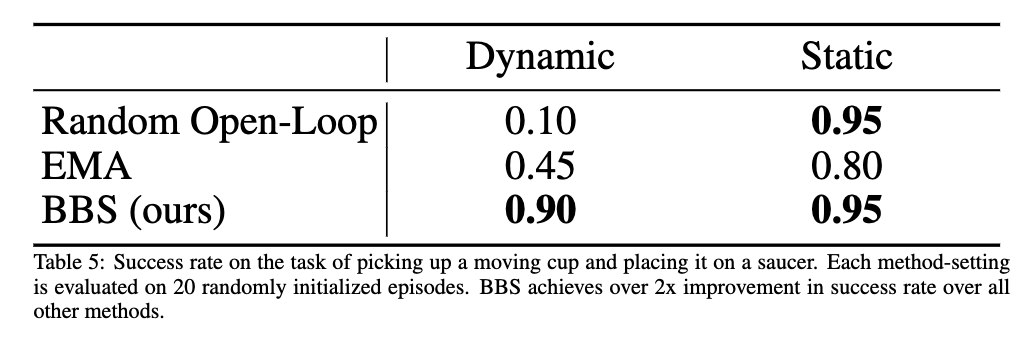 Dynamic Static
Random Open-Loop 0.10 0.95
EMA 0.45 0.80
BBS (ours) 0.90 0.95
Table 5: Success rate on the task of picking up a moving cup and placing it on a saucer. Each method-setting
is evaluated on 20 randomly initialized episodes. BBS achieves over 2x improvement in success rate over all
other methods.